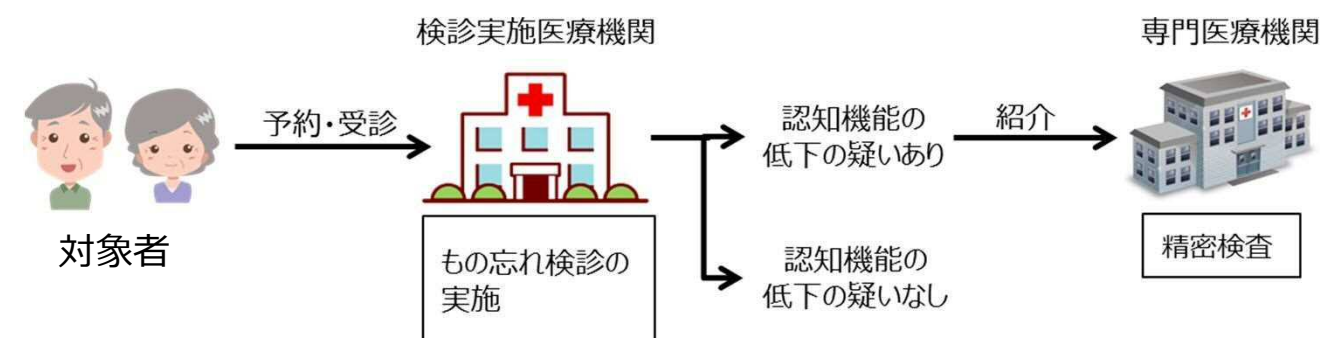 検診実施医療機関
専門医療機関
予約・受診
認知機能の
低下の疑いあり
紹介
対象者
もの忘れ検診の
実施
認知機能の
低下の疑いなし
精密検査